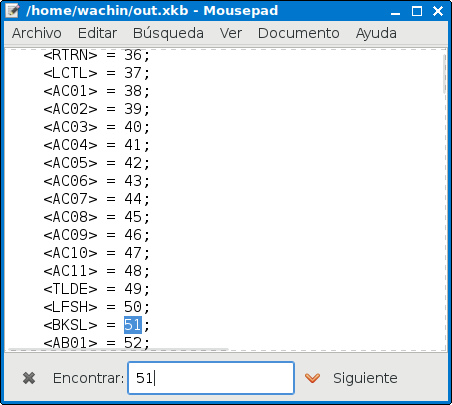 /home/wachin/out.xkb - Mousepad
Archivo Editar Búsqueda Ver Documento Ayuda
<RTRN> = 36;
<LCTL> = 37;
<AC01> = 38;
<AC02> = 39;
<AC03> = 40;
<AC04> = 41;
<AC05> = 42;
<AC06> = 43;
<AC07> = 44;
<AC08> = 45;
<AC09> = 46;
<AC10> = 47;
<AC11> = 48;
<TLDE> = 49;
<LFSH> = 50;
<BKSL> = 51;
<AB01> = 52;
Encontrar: 51 Siguiente